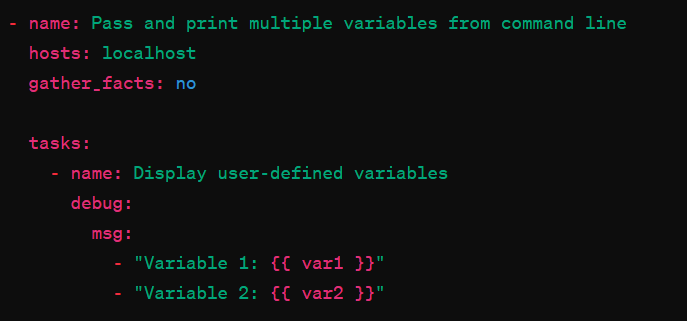 - name: Pass and print multiple variables from command line
  hosts: localhost
  gather_facts: no

  tasks:
    - name: Display user-defined variables
      debug:
        msg:
          - "Variable 1: {{ var1 }}"
          - "Variable 2: {{ var2 }}"